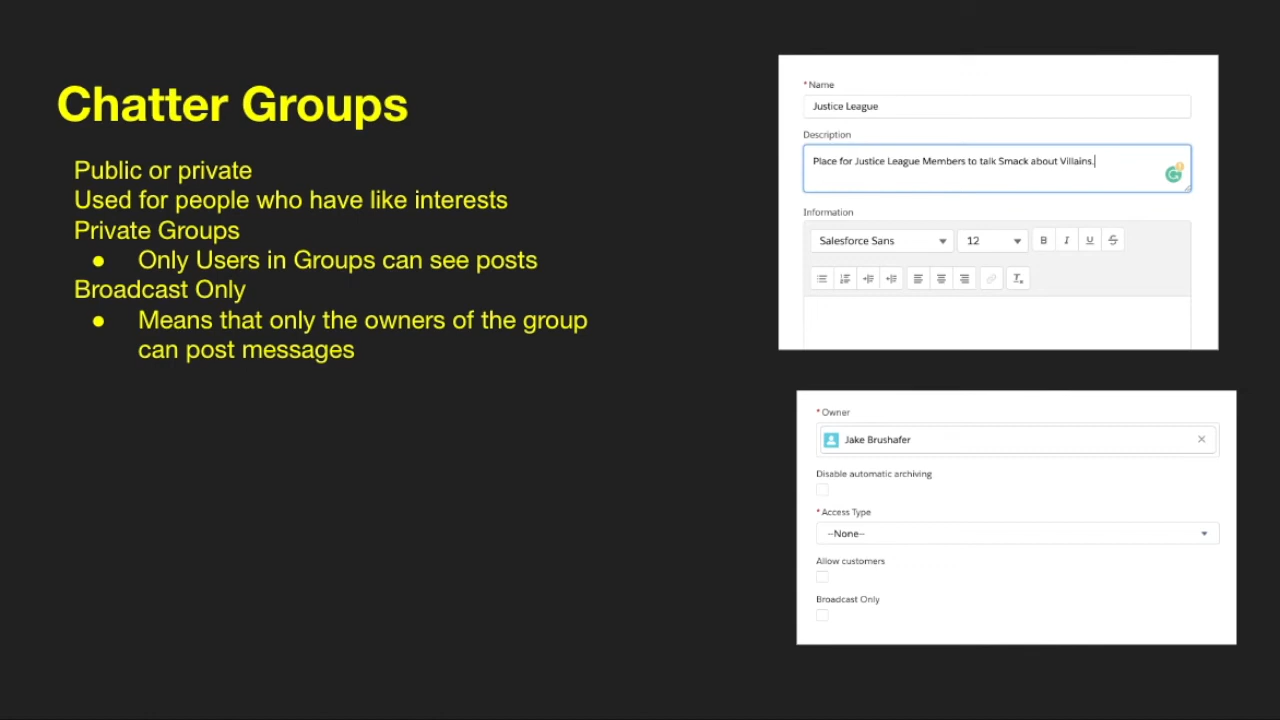 Chatter Groups
Public or private
Used for people who have like interests
Private Groups
● Only Users in Groups can see posts
Broadcast Only
● Means that only the owners of the group
can post messages
*Name
Justice League
Description
Place for Justice League Members to talk Smack about Villains.
Information
Salesforce Sans 12 B I U S
*Owner
Jake Brushafer
Disable automatic archiving
*Access Type
--None--
Allow customers
Broadcast Only